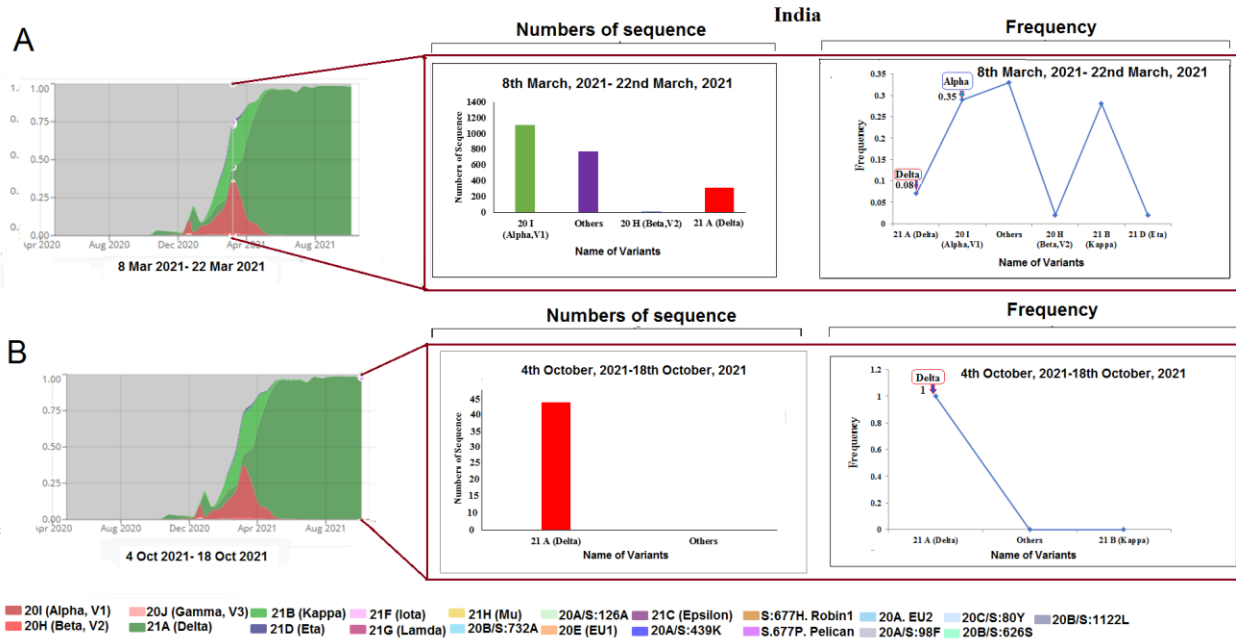 India
A
Numbers of sequence
Frequency
1.00
0.75
0.50
0.25
0.00
Apr 2020
Aug 2020
Dec 2020
Apr 2021
Aug 2021
8 Mar 2021- 22 Mar 2021
8th March, 2021- 22nd March, 2021
Numbers of Sequence
1400
1200
1000
800
600
400
200
0
20 I (Alpha,V1)
Others
20 H (Beta,V2)
21 A (Delta)
Name of Variants
8th March, 2021- 22nd March, 2021
Frequency
0.35
0.3
0.25
0.2
0.15
0.1
0.05
0
Delta
0.08
Alpha
0.35
21 A (Delta)
20 I (Alpha,V1)
Others
20 H (Beta,V2)
21 B (Kappa)
21 D (Eta)
Name of Variants
B
Numbers of sequence
Frequency
1.00
0.75
0.50
0.25
0.00
Apr 2020
Aug 2020
Dec 2020
Apr 2021
Aug 2021
4 Oct 2021- 18 Oct 2021
4th October, 2021-18th October, 2021
Numbers of Sequence
45
40
35
30
25
20
15
10
0
21 A (Delta)
Others
Name of Variants
4th October, 2021-18th October, 2021
Frequency
1.2
1
0.8
0.6
0.4
0.2
0
Delta
1
21 A (Delta)
Others
21 B (Kappa)
Name of Variants
20I (Alpha, V1) 20J (Gamma, V3) 21B (Kappa) 21F (Iota) 21H (Mu) 20A/S:126A 21C (Epsilon) S:677H. Robin1 20A. EU2 20C/S:80Y 20B/S:1122L
20H (Beta, V2) 21A (Delta) 21D (Eta) 21G (Lamda) 20B/S:732A 20E (EU1) 20A/S:439K S.677P. Pelican 20A/S:98F 20B/S:626S